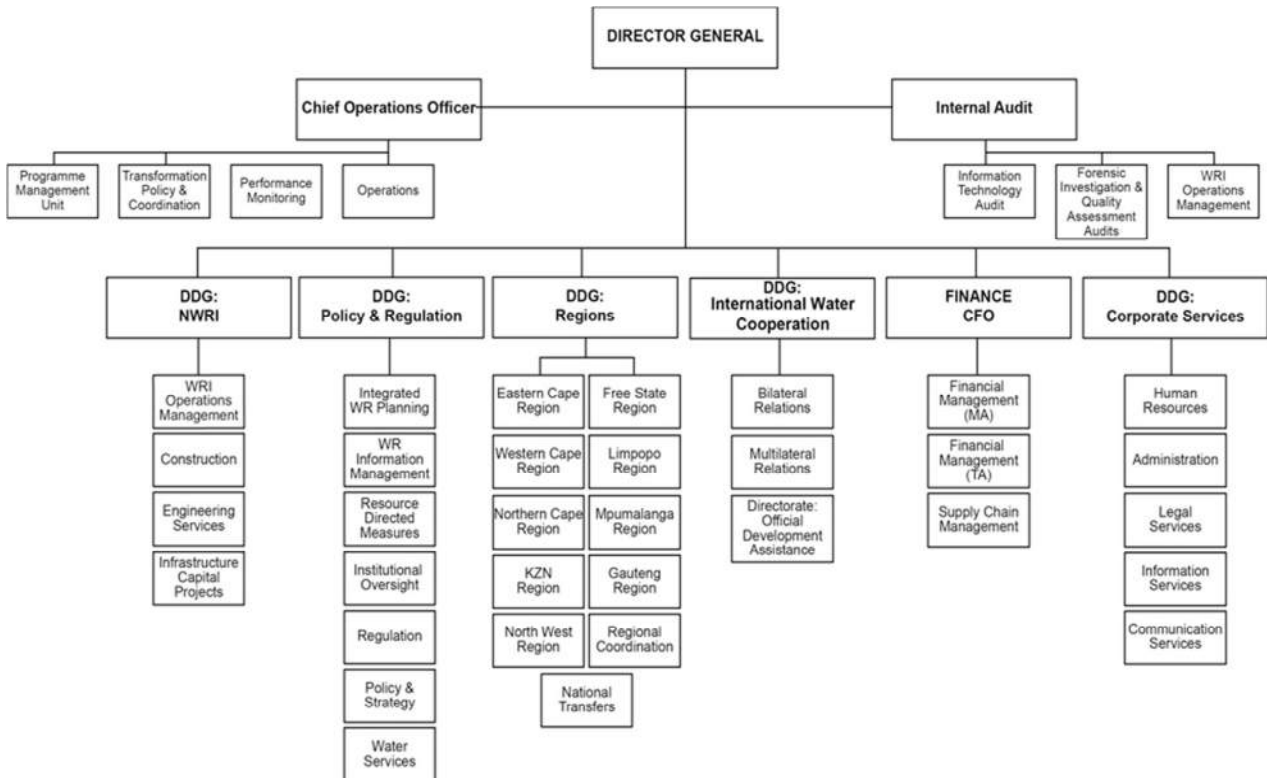 DIRECTOR GENERAL
Chief Operations Officer
Internal Audit
Programme
Management
Unit
Transformation
Policy &
Coordination
Performance
Monitoring
Operations
Information
Technology
Audit
Forensic
Investigation &
Quality
Assessment
Audits
WRI
Operations
Management
DDG:
NWRI
DDG:
Policy & Regulation
DDG:
Regions
DDG:
International Water
Cooperation
FINANCE
CFO
DDG:
Corporate Services
WRI
Operations
Management
Construction
Engineering
Services
Infrastructure
Capital
Projects
Integrated
WR Planning
WR
Information
Management
Resource
Directed
Measures
Institutional
Oversight
Regulation
Policy &
Strategy
Water
Services
Eastern Cape
Region
Western Cape
Region
Northern Cape
Region
KZN
Region
North West
Region
Free State
Region
Limpopo
Region
Mpumalanga
Region
Gauteng
Region
Regional
Coordination
National
Transfers
Bilateral
Relations
Multilateral
Relations
Directorate:
Official
Development
Assistance
Financial
Management
(MA)
Financial
Management
(TA)
Supply Chain
Management
Human
Resources
Administration
Legal
Services
Information
Services
Communication
Services